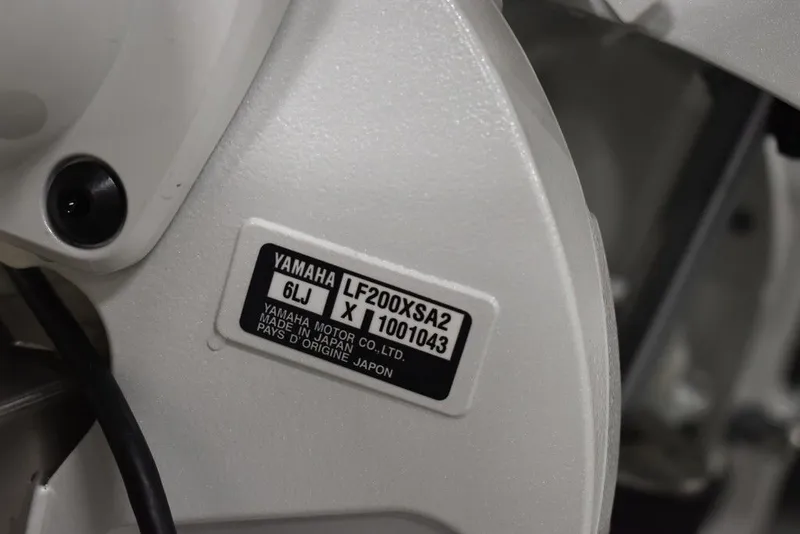 YAMAHA LF200XSA2
6LJ X 1001043
YAMAHA MOTOR CO.,LTD.
MADE IN JAPAN
PAYS D'ORIGINE JAPON